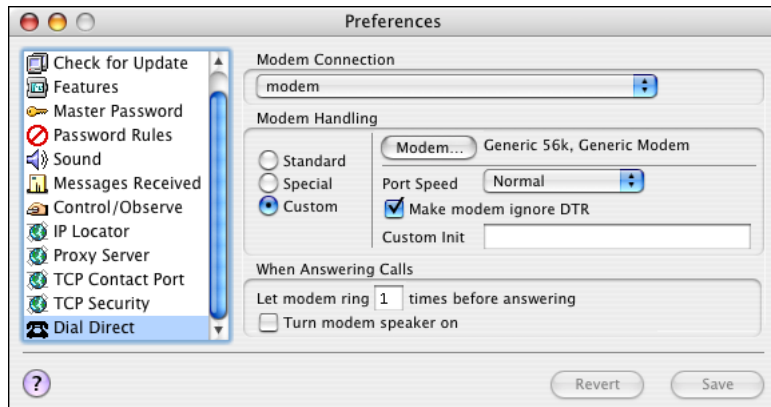 Preferences
Check for Update
Features
Master Password
Password Rules
Sound
Messages Received
Control/Observe
IP Locator
Proxy Server
TCP Contact Port
TCP Security
Dial Direct
Modem Connection
modem
Modem Handling
Standard
Special
Custom
Modem... Generic 56k, Generic Modem
Port Speed Normal
Make modem ignore DTR
Custom Init
When Answering Calls
Let modem ring 1 times before answering
Turn modem speaker on
? Revert Save